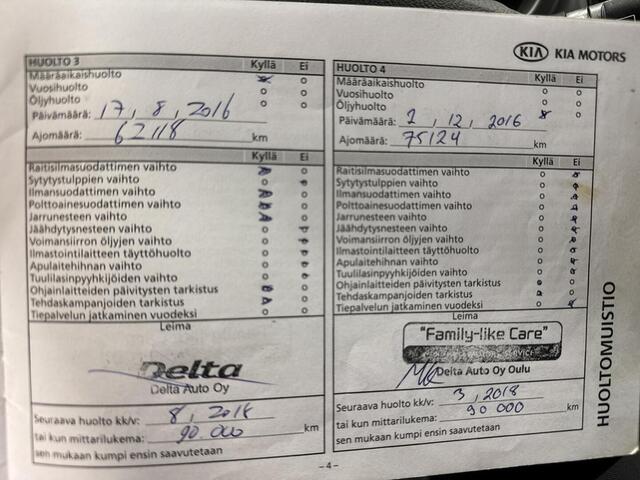 KIA KIA MOTORS
HUOLTO 3 Kyllä Ei
Määräaikaishuolto
Vuosihuolto
Öljyhuolto
Päivämäärä: 17, 8, 2016
Ajomäärä: 62118 km
Kyllä Ei
Raitisilmasuodattimen vaihto
Sytytystulppien vaihto
Ilmansuodattimen vaihto
Polttoainesuodattimen vaihto
Jarrunesteen vaihto
Jäähdytysnesteen vaihto
Voimansiirron öljyjen vaihto
Ilmastointilaitteen täyttöhuolto
Apulaitehihnan vaihto
Tuulilasinpyyhkijöiden vaihto
Ohjainlaitteiden päivitysten tarkistus
Tehdaskampanjoiden tarkistus
Tiepalvelun jatkaminen vuodeksi
Leima
Delta
Delta Auto Oy
Seuraava huolto kk/v: 8, 2018
tai kun mittarilukema: 90.000 km
sen mukaan kumpi ensin saavutetaan
HUOLTO 4 Kyllä Ei
Määräaikaishuolto
Vuosihuolto
Öljyhuolto
Päivämäärä: 2, 12, 2016
Ajomäärä: 75124 km
Kyllä Ei
Raitisilmasuodattimen vaihto
Sytytystulppien vaihto
Ilmansuodattimen vaihto
Polttoainesuodattimen vaihto
Jarrunesteen vaihto
Jäähdytysnesteen vaihto
Voimansiirron öljyjen vaihto
Ilmastointilaitteen täyttöhuolto
Apulaitehihnan vaihto
Tuulilasinpyyhkijöiden vaihto
Ohjainlaitteiden päivitysten tarkistus
Tehdaskampanjoiden tarkistus
Tiepalvelun jatkaminen vuodeksi
Leima
"Family-like Care"
SERVICE
Delta Auto Oy Oulu
Seuraava huolto kk/v: 3, 2018
tai kun mittarilukema: 90 000 km
sen mukaan kumpi ensin saavutetaan
HUOLTOMUISTIO
- 4 -